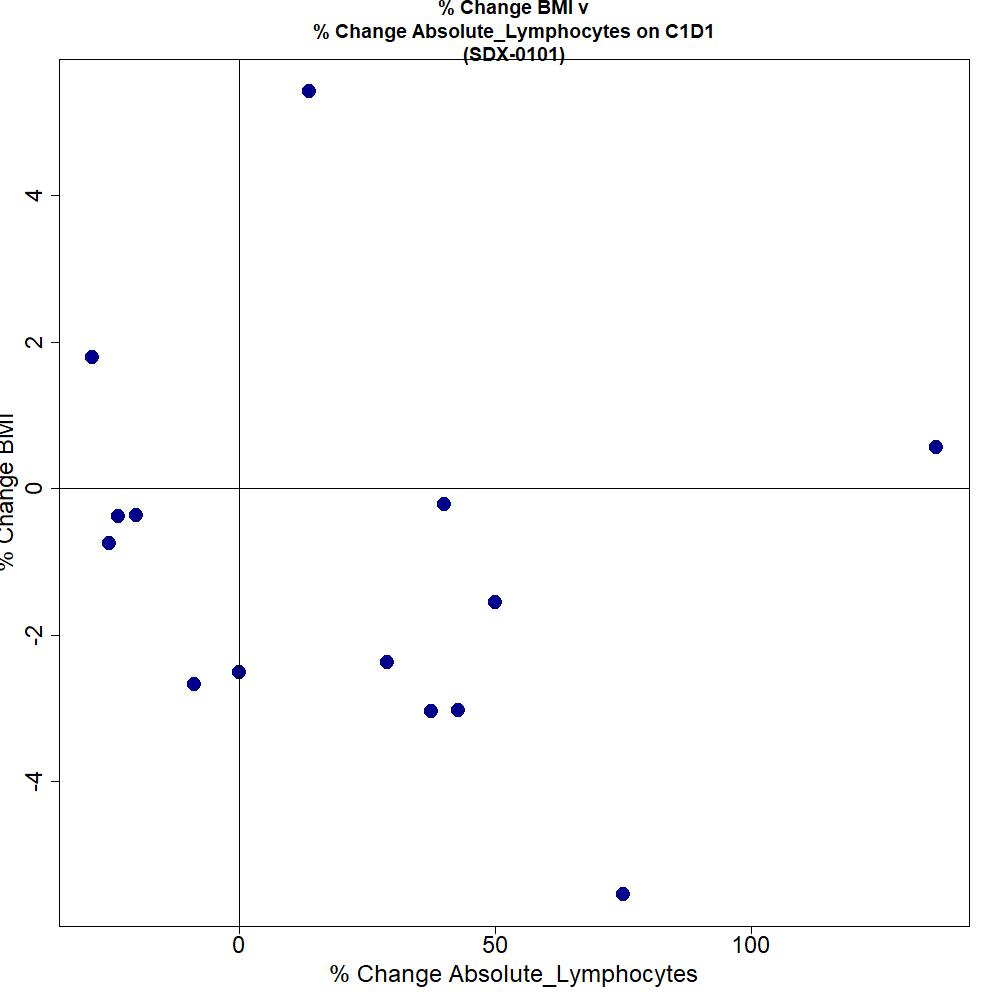 % Change BMI v
% Change Absolute_Lymphocytes on C1D1
(SDX-0101)
4
2
0
-2
-4
% Change BMI
0
50
100
% Change Absolute_Lymphocytes